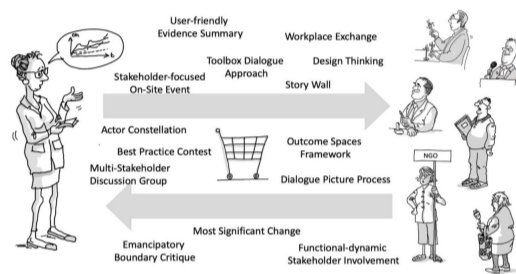 User-friendly
Evidence Summary
Workplace Exchange
Toolbox Dialogue
Approach
Design Thinking
Stakeholder-focused
On-Site Event
Story Wall
Actor Constellation
Best Practice Contest
Outcome Spaces
Framework
Multi-Stakeholder
Discussion Group
NGO
Dialogue Picture Process
Most Significant Change
Emancipatory
Boundary Critique
Functional-dynamic
Stakeholder Involvement